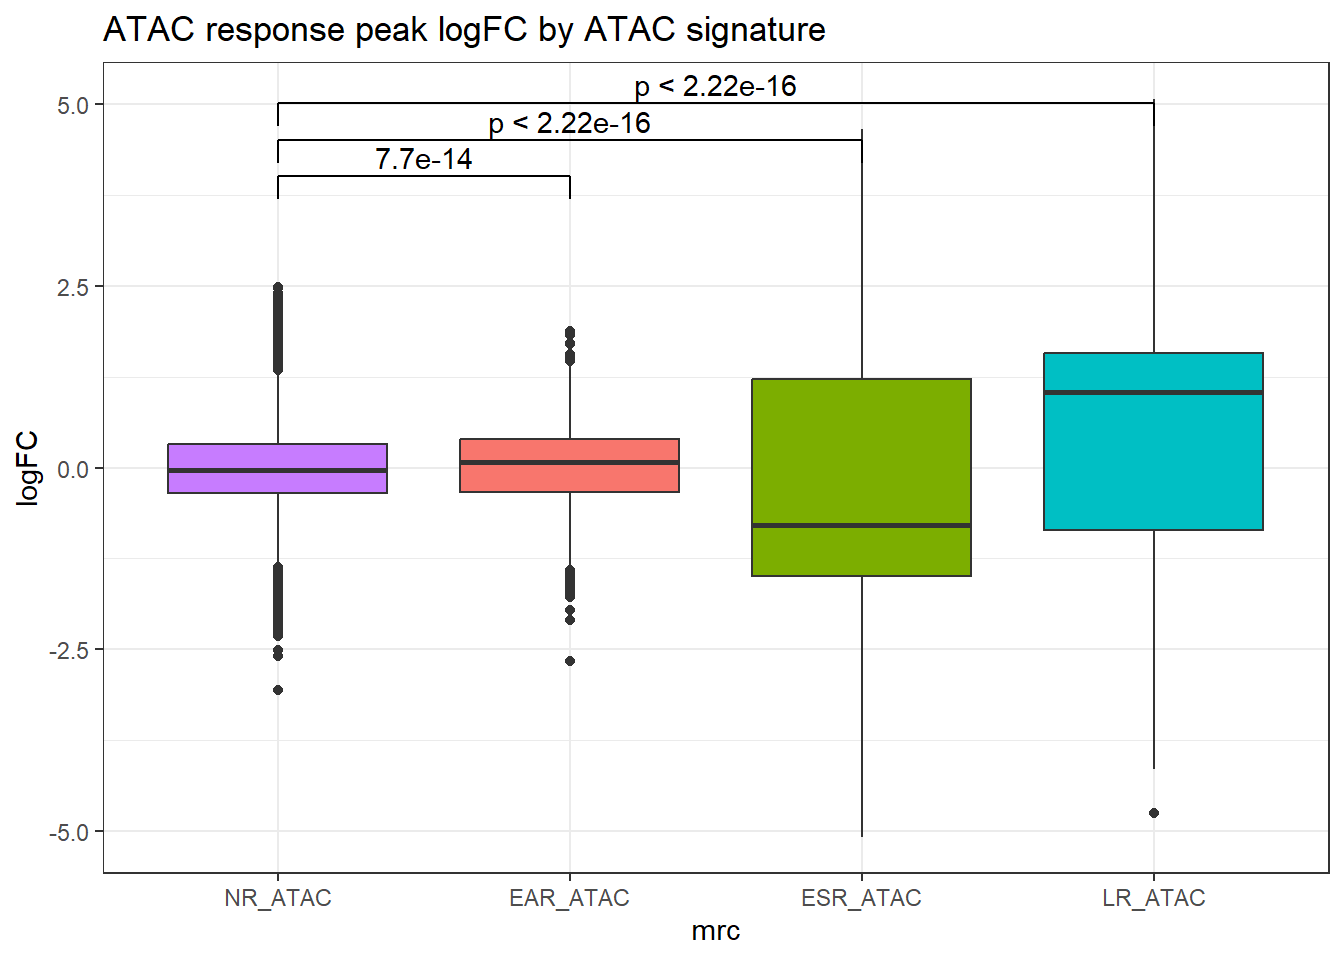 ATAC response peak logFC by ATAC signature
p < 2.22e-16
p < 2.22e-16
7.7e-14
5.0
2.5
0.0
-2.5
-5.0
logFC
NR_ATAC
EAR_ATAC
ESR_ATAC
LR_ATAC
mrc